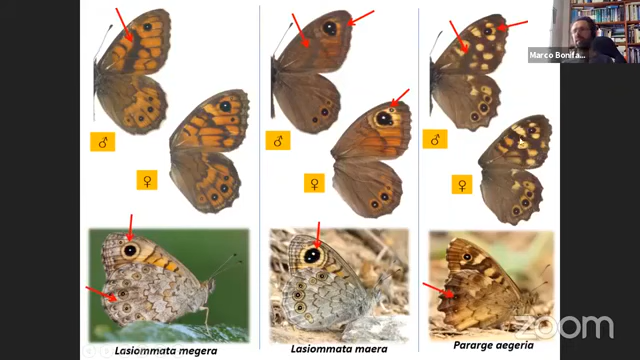 Marco Bonifa...
♂
♂
♂
♀
♀
♀
Lasiommata megera
Lasiommata maera
Pararge aegeria
zoom